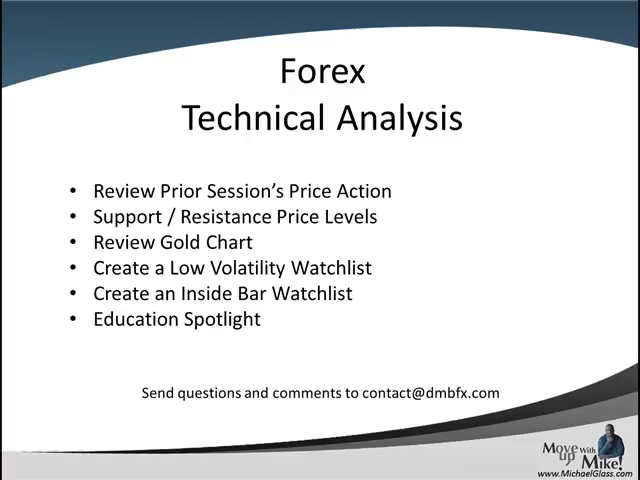 Forex
Technical Analysis
• Review Prior Session's Price Action
• Support / Resistance Price Levels
• Review Gold Chart
• Create a Low Volatility Watchlist
• Create an Inside Bar Watchlist
• Education Spotlight
Send questions and comments to contact@dmbfx.com
Move up With Mike!
www.MichaelGlass.com